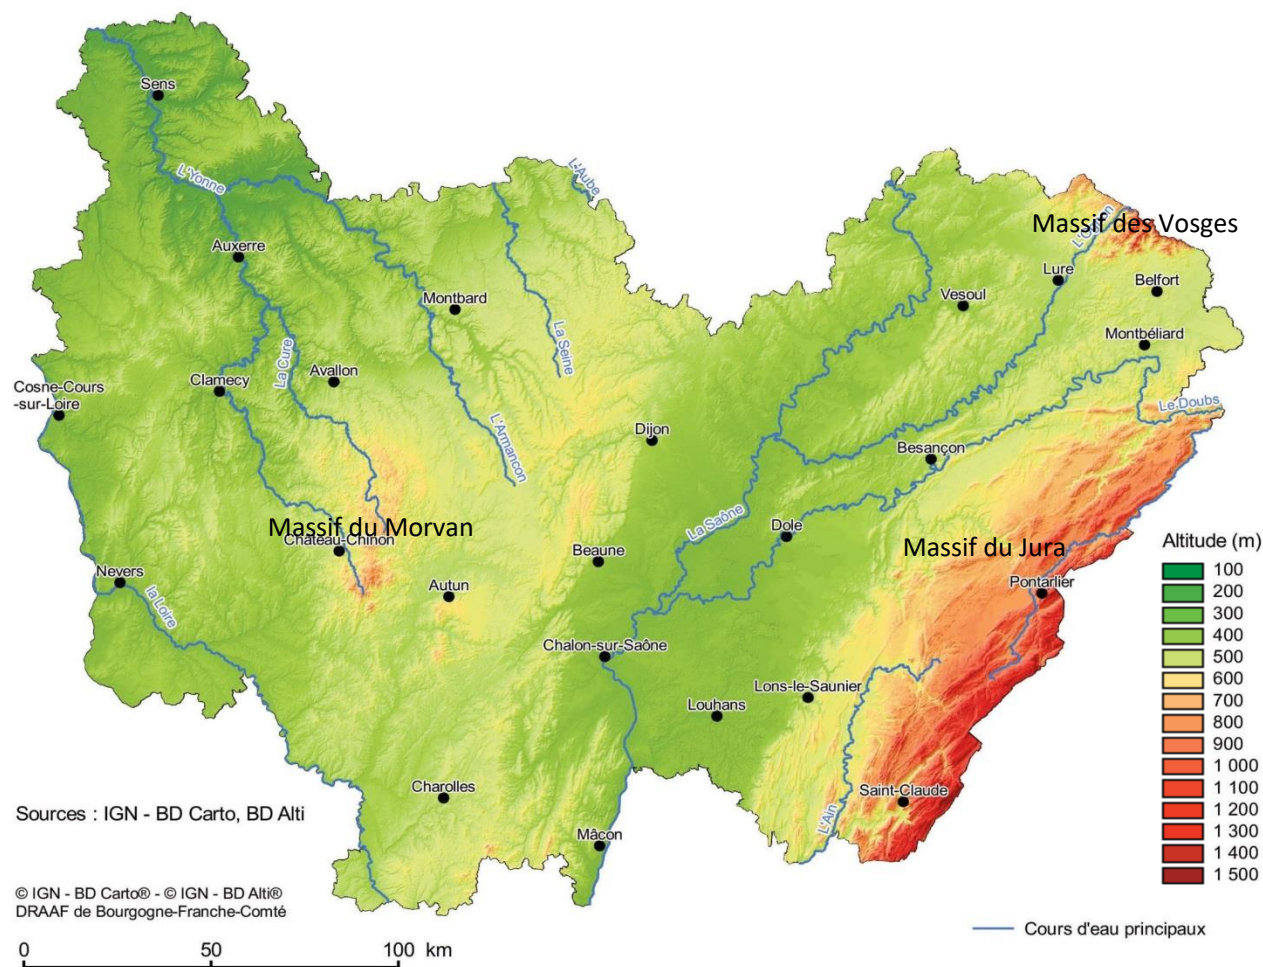 Sens
L'Yonne
L'Aube
Auxerre
Massif des Vosges
L'Ognon
Lure
Belfort
Vesoul
Montbard
La Seine
Montbéliard
La Cure
Avallon
Clamecy
Cosne-Cours
-sur-Loire
Le Doubs
L'Armancon
Dijon
Besançon
La Saône
Dole
Massif du Morvan
Château-Chinon
Massif du Jura
Beaune
Nevers
la Loire
Autun
Pontarlier
Chalon-sur-Saône
Lons-le-Saunier
Louhans
Charolles
Saint-Claude
L'Ain
Mâcon
Altitude (m)
100
200
300
400
500
600
700
800
900
1 000
1 100
1 200
1 300
1 400
1 500
Sources : IGN - BD Carto, BD Alti
© IGN - BD Carto® - © IGN - BD Alti®
DRAAF de Bourgogne-Franche-Comté
0 50 100 km
Cours d'eau principaux